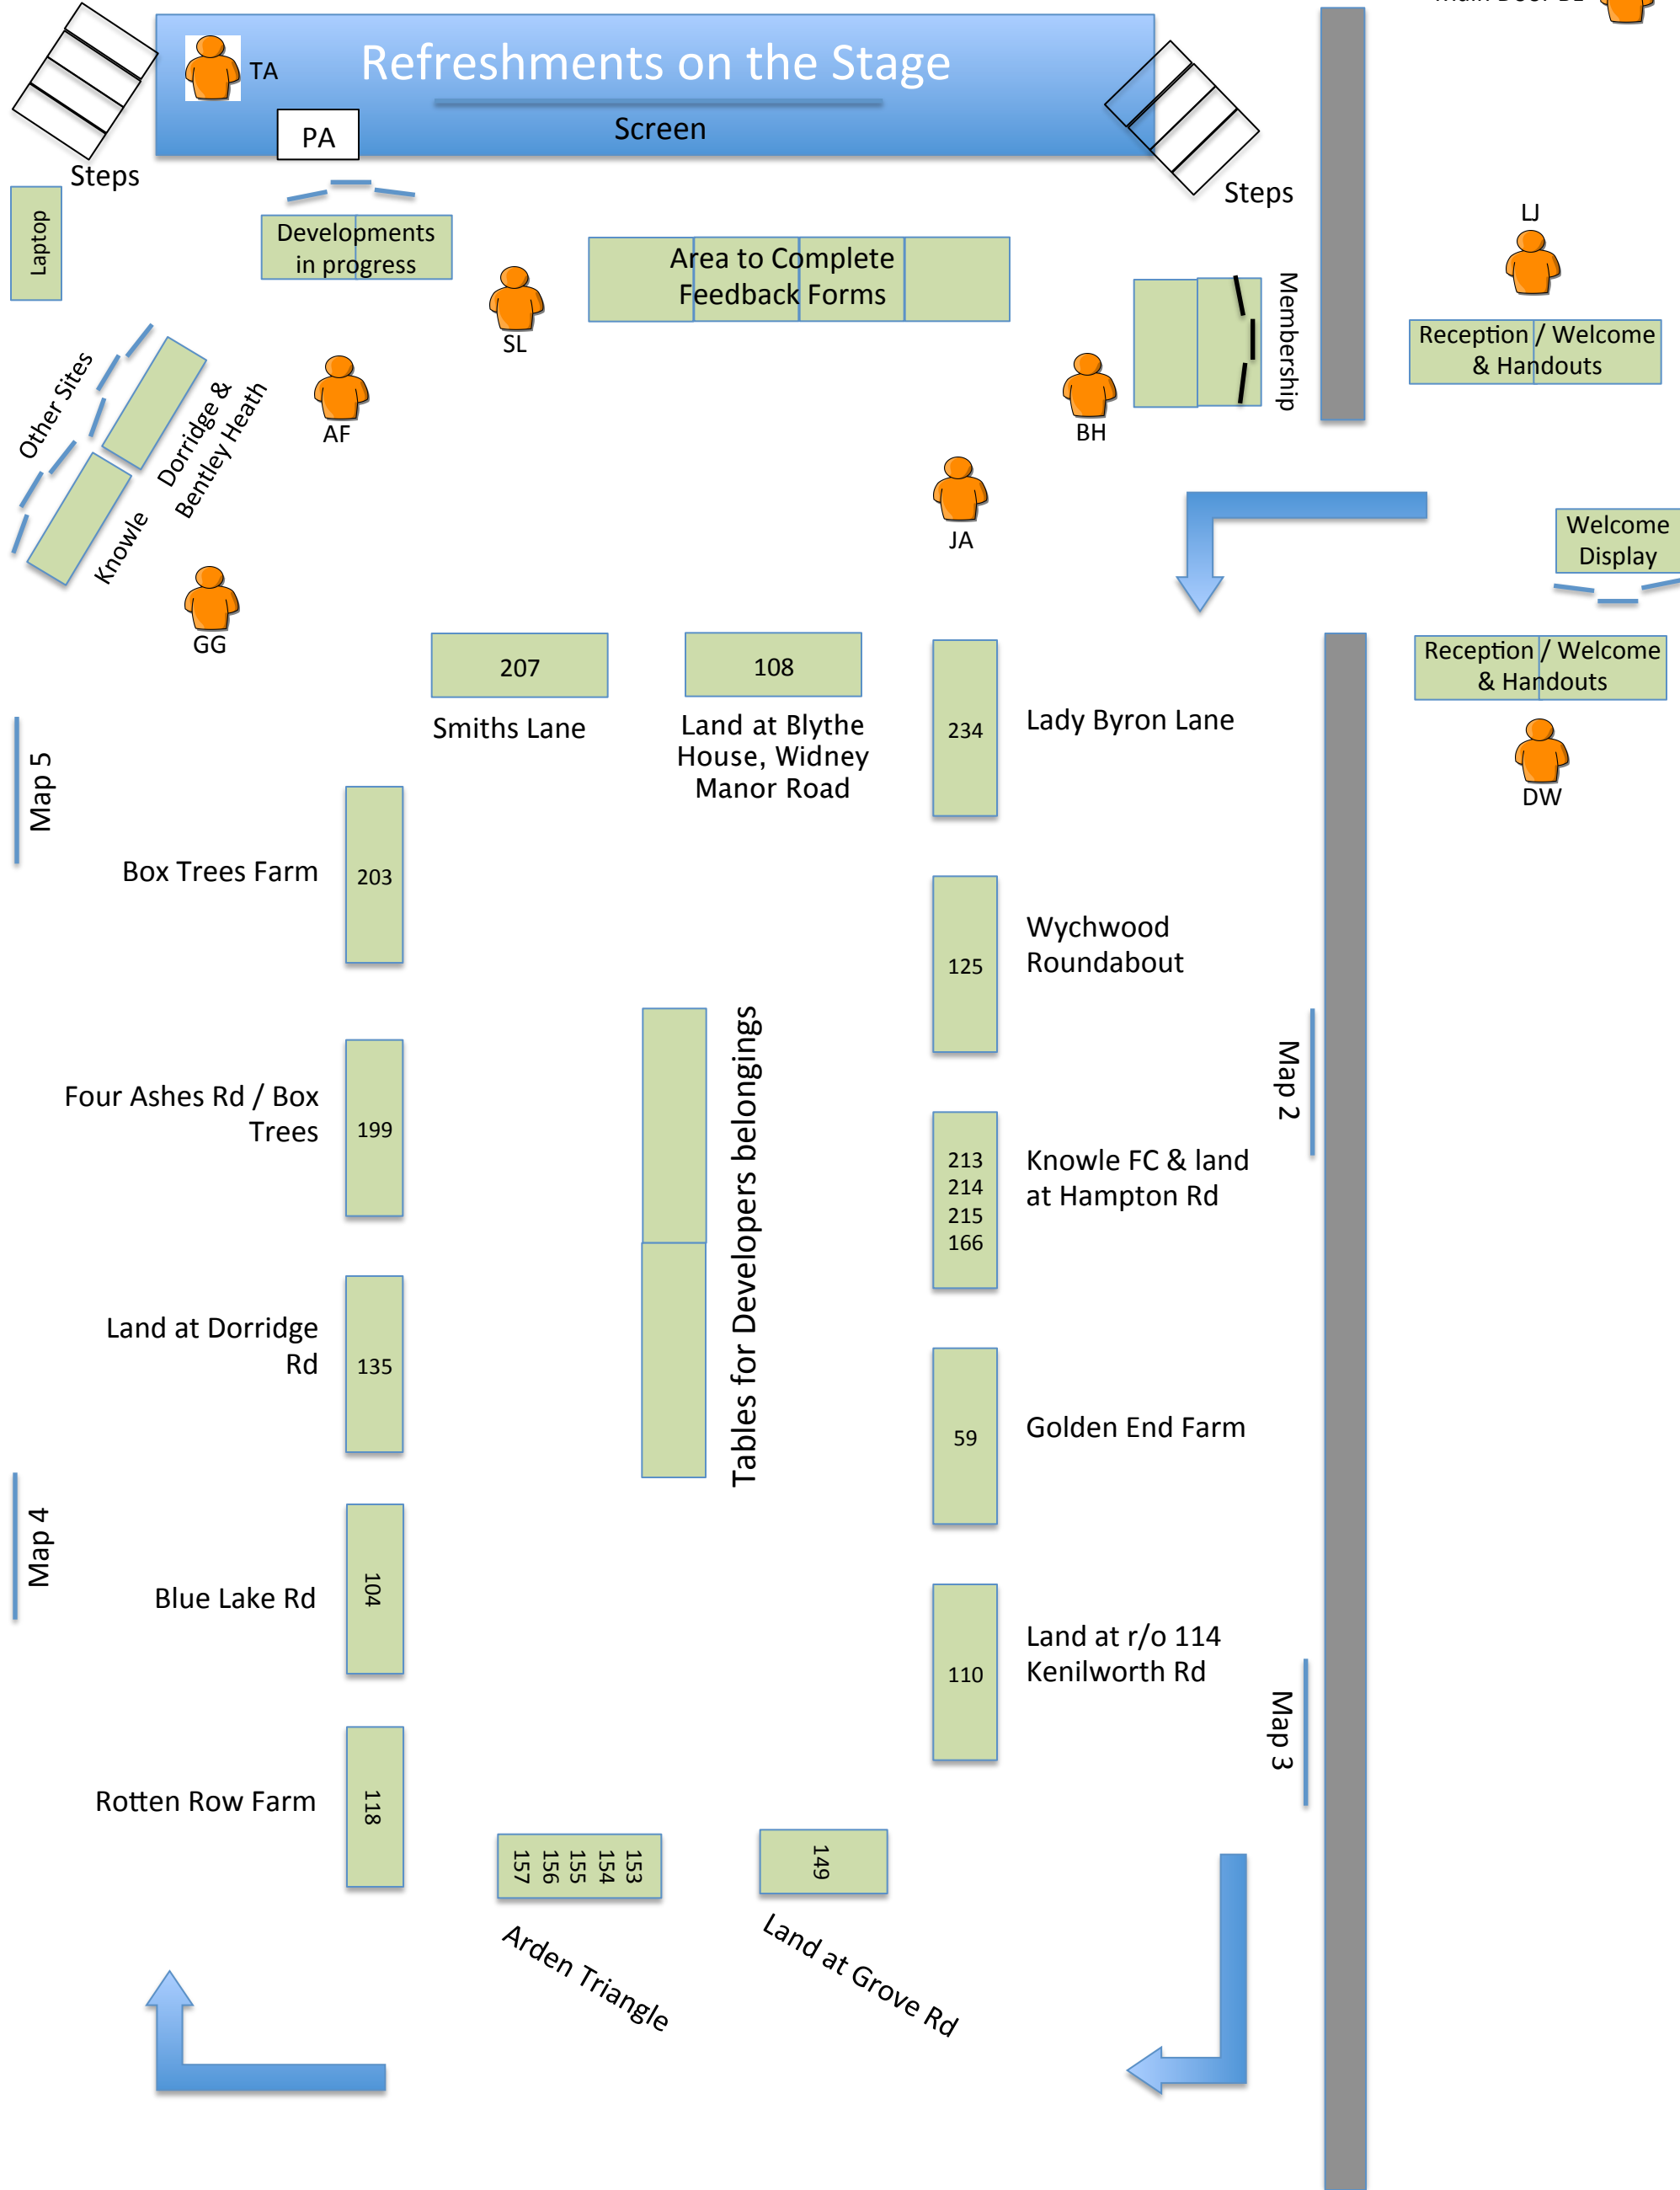 Main Door BE
TA
Refreshments on the Stage
PA
Screen
Steps
Steps
Laptop
Developments
in progress
SL
Area to Complete
Feedback Forms
Membership
LJ
Reception / Welcome
& Handouts
Other Sites
Dorridge &
Bentley Heath
Knowle
AF
BH
JA
Welcome
Display
GG
207
Smiths Lane
108
Land at Blythe
House, Widney
Manor Road
234
Lady Byron Lane
Reception / Welcome
& Handouts
DW
Map 5
Box Trees Farm
203
125
Wychwood
Roundabout
Four Ashes Rd / Box
Trees
199
Tables for Developers belongings
213
214
215
166
Knowle FC & land
at Hampton Rd
Map 2
Land at Dorridge
Rd
135
59
Golden End Farm
Map 4
Blue Lake Rd
104
110
Land at r/o 114
Kenilworth Rd
Map 3
Rotten Row Farm
118
153
154
155
156
157
Arden Triangle
149
Land at Grove Rd